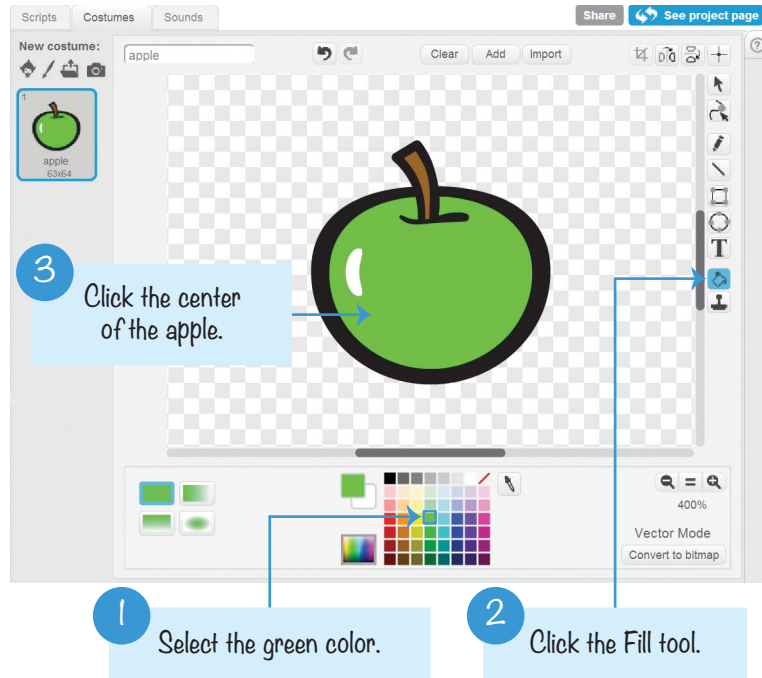 Scripts
Costumes
Sounds
Share
See project page
New costume:
apple
Clear
Add
Import
1
apple
63x64
T
3
Click the center
of the apple.
400%
Vector Mode
Convert to bitmap
1
Select the green color.
2
Click the Fill tool.
?